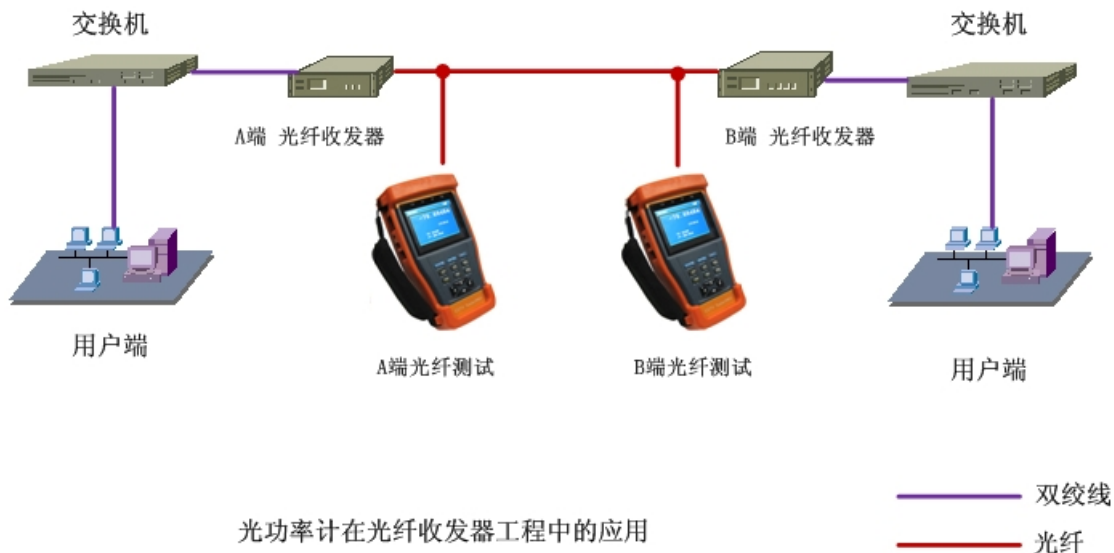 交换机
交换机
A端 光纤收发器
B端 光纤收发器
用户端
A端光纤测试
B端光纤测试
用户端
双绞线
光功率计在光纤收发器工程中的应用
光纤